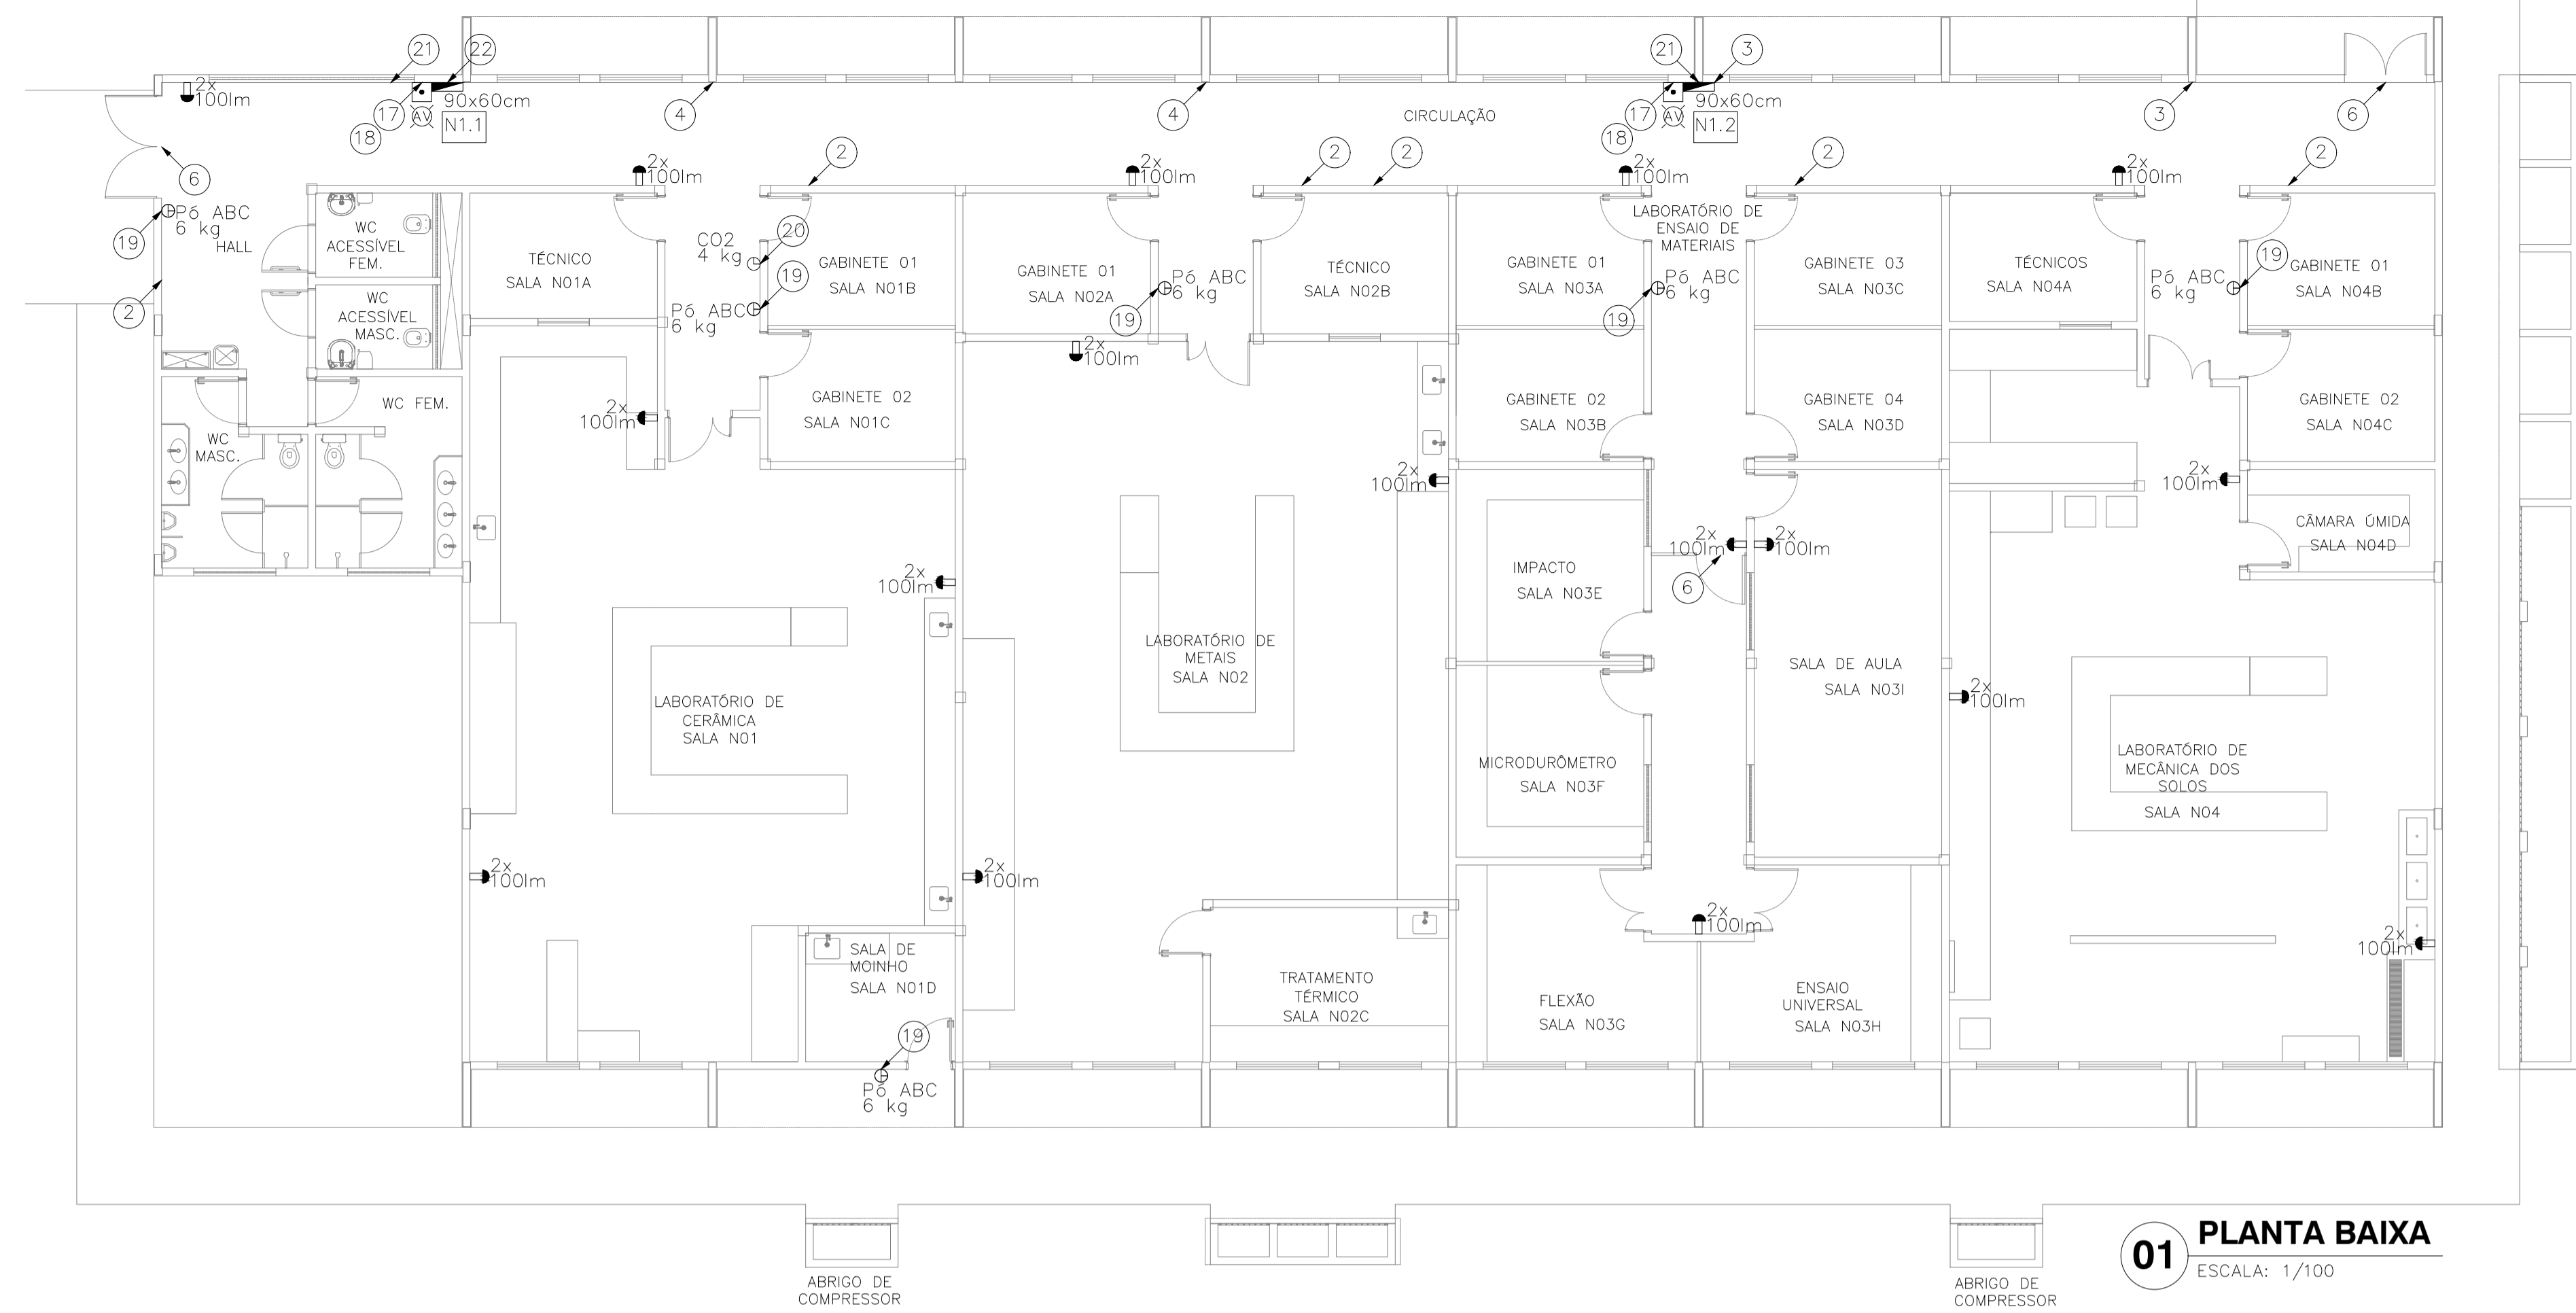 21
22
21
3
2x
100lm
90x60cm
17
AV
N1.1
18
4
4
CIRCULAÇÃO
90x60cm
17
AV
N1.2
18
3
6
6
2x
100lm
2
2x
100lm
2
2
2x
100lm
2
2x
100lm
2
Pó ABC
6 kg
19
HALL
2
WC
ACESSÍVEL
FEM.
WC
ACESSÍVEL
MASC.
TÉCNICO
SALA N01A
CO2
4 kg
20
Pó ABC
6 kg
19
GABINETE 01
SALA N01B
GABINETE 01
SALA N02A
Pó ABC
6 kg
19
TÉCNICO
SALA N02B
GABINETE 01
SALA N03A
LABORATÓRIO DE
ENSAIO DE
MATERIAIS
Pó ABC
6 kg
19
GABINETE 03
SALA N03C
TÉCNICOS
SALA N04A
Pó ABC
6 kg
19
GABINETE 01
SALA N04B
2x
100lm
WC FEM.
WC
MASC.
2x
100lm
GABINETE 02
SALA N01C
GABINETE 02
SALA N03B
GABINETE 04
SALA N03D
GABINETE 02
SALA N04C
2x
100lm
2x
100lm
2x
100lm
2x
100lm
CÂMARA ÚMIDA
SALA N04D
6
IMPACTO
SALA N03E
2x
100lm
LABORATÓRIO DE
METAIS
SALA N02
SALA DE AULA
SALA N03I
2x
100lm
LABORATÓRIO DE
CERÂMICA
SALA N01
MICRODURÔMETRO
SALA N03F
LABORATÓRIO DE
MECÂNICA DOS
SOLOS
SALA N04
2x
100lm
2x
100lm
2x
100lm
2x
100lm
SALA DE
MOINHO
SALA N01D
TRATAMENTO
TÉRMICO
SALA N02C
FLEXÃO
SALA N03G
ENSAIO
UNIVERSAL
SALA N03H
19
Pó ABC
6 kg
ABRIGO DE
COMPRESSOR
ABRIGO DE
COMPRESSOR
01
PLANTA BAIXA
ESCALA: 1/100